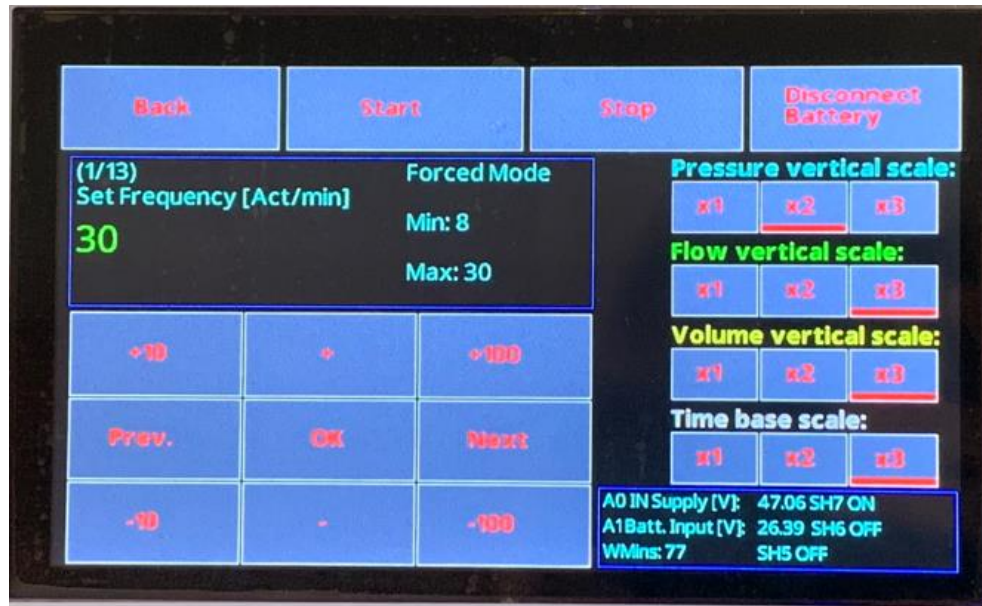 Back Start Stop Disconnect
Battery
(1/13) Forced Mode
Set Frequency [Act/min]
30
Min: 8
Max: 30
+10 + +100
Prev. OK Next
-10 - -100
Pressure vertical scale:
x1 x2 x3
Flow vertical scale:
x1 x2 x3
Volume vertical scale:
x1 x2 x3
Time base scale:
x1 x2 x3
A0 IN Supply [V]: 47.06 SH7 ON
A1 Batt. Input [V]: 26.39 SH6 OFF
WMins: 77 SH5 OFF